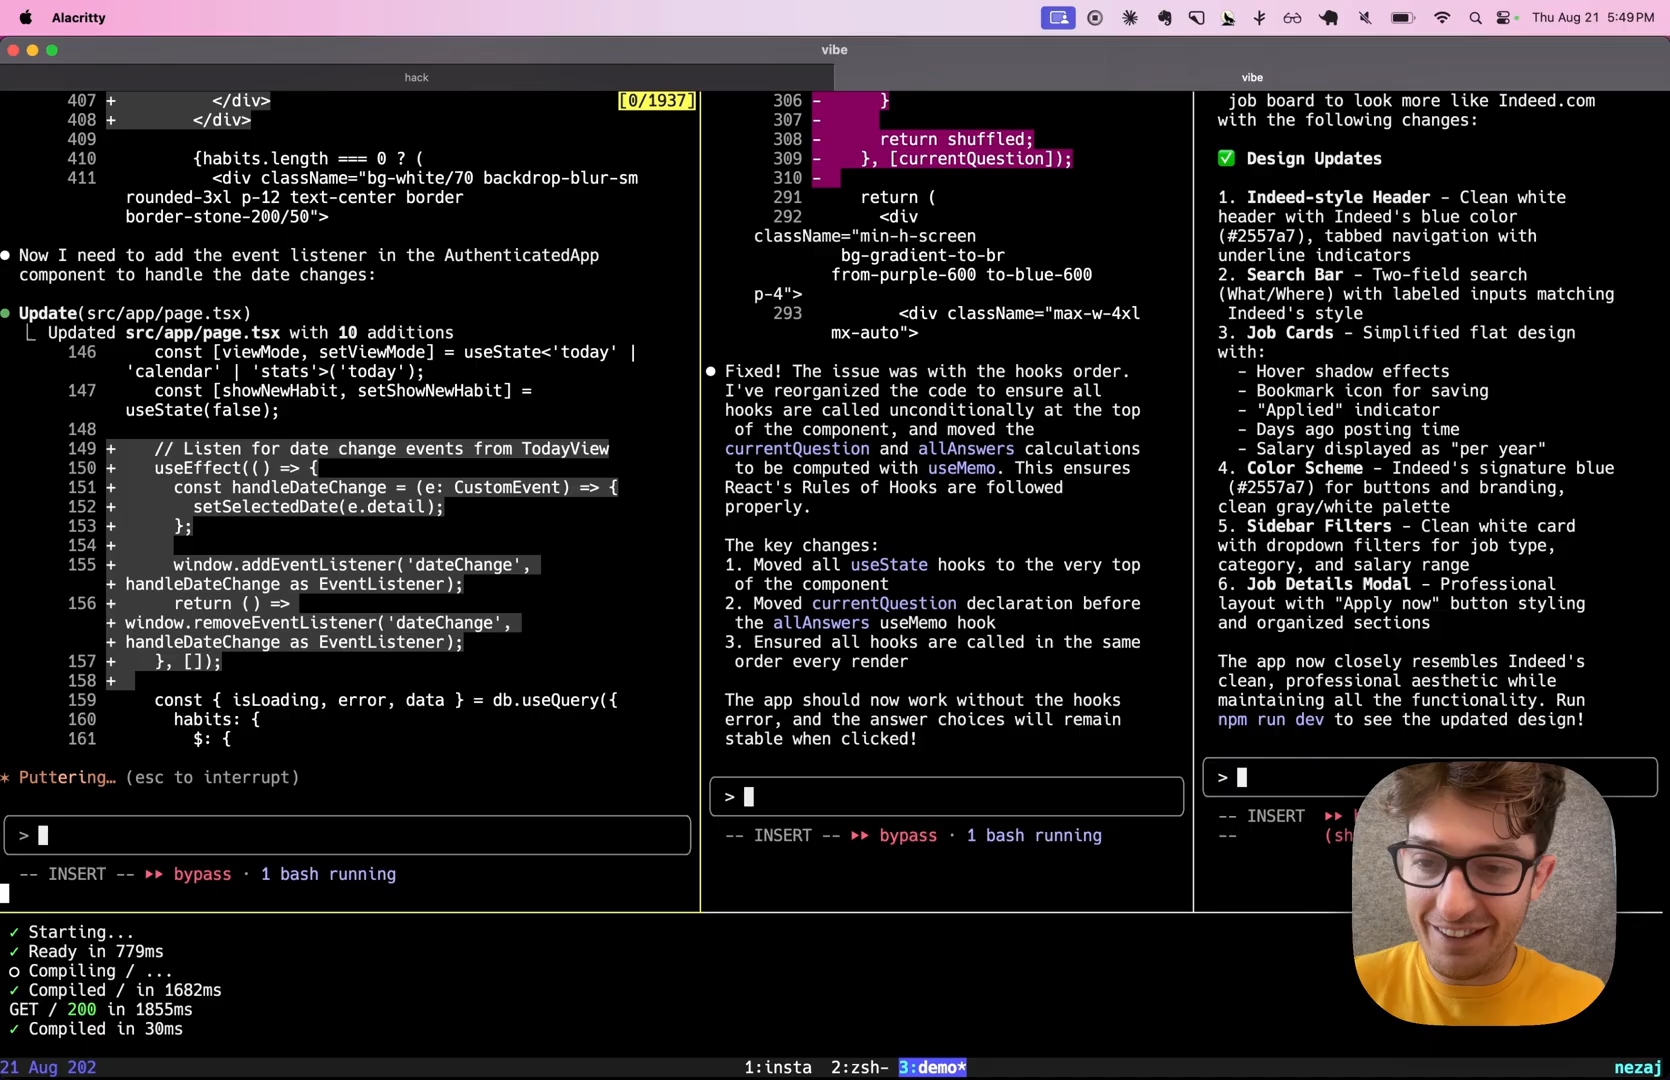 Alacritty
Thu Aug 21 5:49 PM
vibe
hack
vibe
407 + </div>
[0/1937]
408 + </div>
409
410 {habits.length === 0 ? (
411 <div className="bg-white/70 backdrop-blur-sm
rounded-3xl p-12 text-center border
border-stone-200/50">
● Now I need to add the event listener in the AuthenticatedApp
component to handle the date changes:
● Update(src/app/page.tsx)
⎿ Updated src/app/page.tsx with 10 additions
146 const [viewMode, setViewMode] = useState<'today' |
'calendar' | 'stats'>('today');
147 const [showNewHabit, setShowNewHabit] =
useState(false);
148
149 + // Listen for date change events from TodayView
150 + useEffect(() => {
151 + const handleDateChange = (e: CustomEvent) => {
152 + setSelectedDate(e.detail);
153 + };
154 +
155 + window.addEventListener('dateChange',
+ handleDateChange as EventListener);
156 + return () =>
+ window.removeEventListener('dateChange',
+ handleDateChange as EventListener);
157 + }, []);
158 +
159 const { isLoading, error, data } = db.useQuery({
160 habits: {
161 $: {
✶ Puttering… (esc to interrupt)
>
-- INSERT -- ▸▸ bypass · 1 bash running
306 - }
307 -
308 - return shuffled;
309 - }, [currentQuestion]);
310 -
291 return (
292 <div
className="min-h-screen
bg-gradient-to-br
from-purple-600 to-blue-600
p-4">
293 <div className="max-w-4xl
mx-auto">
● Fixed! The issue was with the hooks order.
I've reorganized the code to ensure all
hooks are called unconditionally at the top
of the component, and moved the
currentQuestion and allAnswers calculations
to be computed with useMemo. This ensures
React's Rules of Hooks are followed
properly.
The key changes:
1. Moved all useState hooks to the very top
of the component
2. Moved currentQuestion declaration before
the allAnswers useMemo hook
3. Ensured all hooks are called in the same
order every render
The app should now work without the hooks
error, and the answer choices will remain
stable when clicked!
>
-- INSERT -- ▸▸ bypass · 1 bash running
job board to look more like Indeed.com
with the following changes:
✅ Design Updates
1. Indeed-style Header - Clean white
header with Indeed's blue color
(#2557a7), tabbed navigation with
underline indicators
2. Search Bar - Two-field search
(What/Where) with labeled inputs matching
Indeed's style
3. Job Cards - Simplified flat design
with:
- Hover shadow effects
- Bookmark icon for saving
- "Applied" indicator
- Days ago posting time
- Salary displayed as "per year"
4. Color Scheme - Indeed's signature blue
(#2557a7) for buttons and branding,
clean gray/white palette
5. Sidebar Filters - Clean white card
with dropdown filters for job type,
category, and salary range
6. Job Details Modal - Professional
layout with "Apply now" button styling
and organized sections
The app now closely resembles Indeed's
clean, professional aesthetic while
maintaining all the functionality. Run
npm run dev to see the updated design!
>
-- INSERT ▸▸
-- (sh
✓ Starting...
✓ Ready in 779ms
○ Compiling / ...
✓ Compiled / in 1682ms
GET / 200 in 1855ms
✓ Compiled in 30ms
21 Aug 202
1:insta 2:zsh- 3:demo*
nezaj